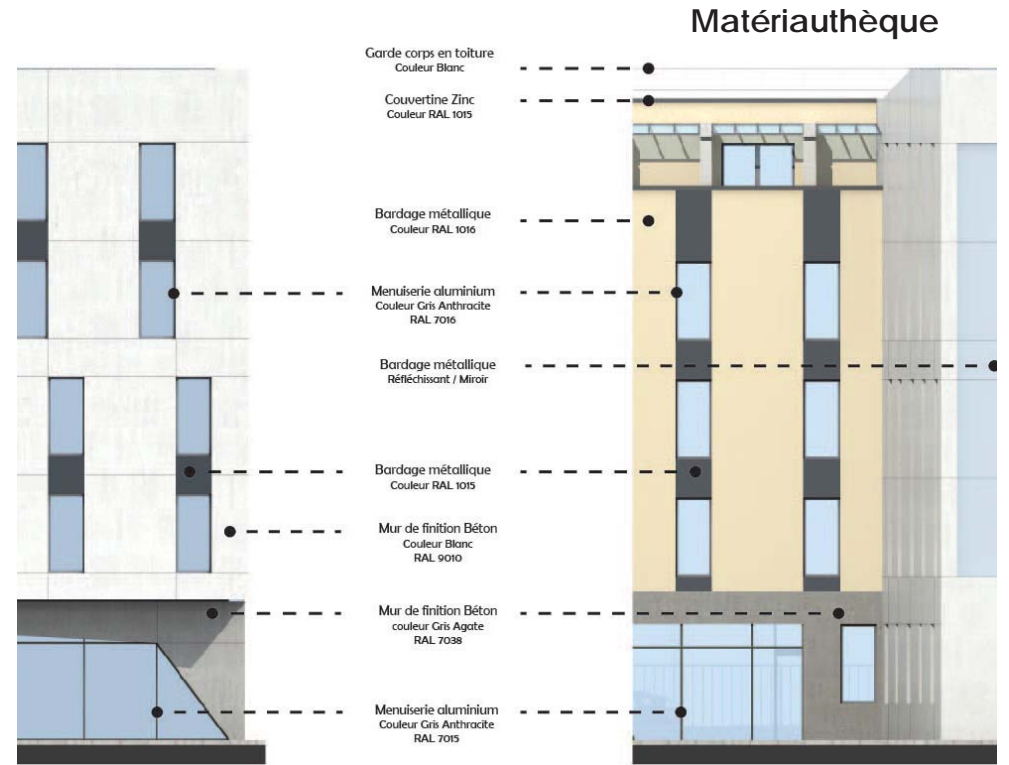 Matériauthèque
Garde corps en toiture
Couleur Blanc
Couvertine Zinc
Couleur RAL 1015
Bardage métallique
Couleur RAL 1016
Menuiserie aluminium
Couleur Gris Anthracite
RAL 7016
Bardage métallique
Réfléchissant / Miroir
Bardage métallique
Couleur RAL 1015
Mur de finition Béton
Couleur Blanc
RAL 9010
Mur de finition Béton
couleur Gris Agate
RAL 7038
Menuiserie aluminium
Couleur Gris Anthracite
RAL 7015